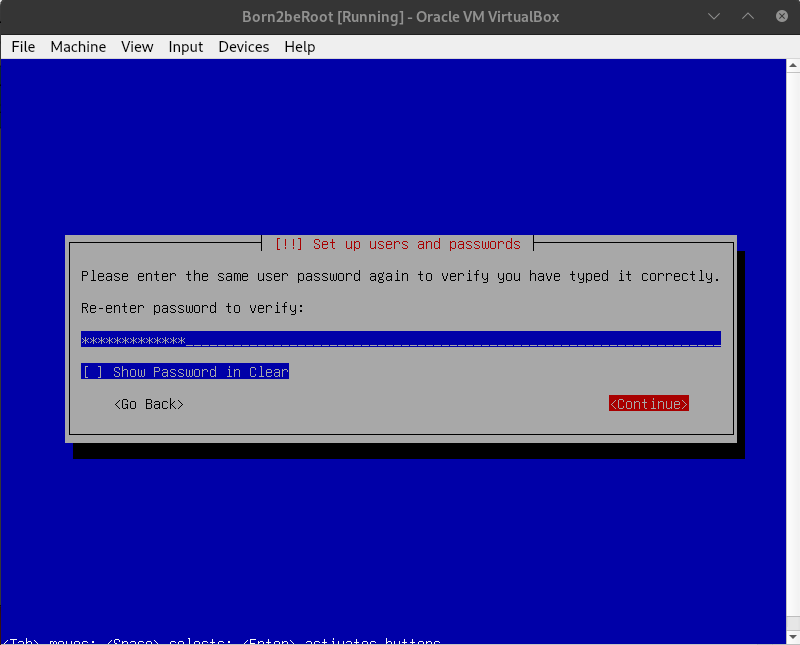 Born2beRoot [Running] - Oracle VM VirtualBox
File Machine View Input Devices Help
[!!] Set up users and passwords
Please enter the same user password again to verify you have typed it correctly.
Re-enter password to verify:
*************
[ ] Show Password in Clear
<Go Back> <Continue>
<Tab> moves; <Space> selects; <Enter> activates buttons